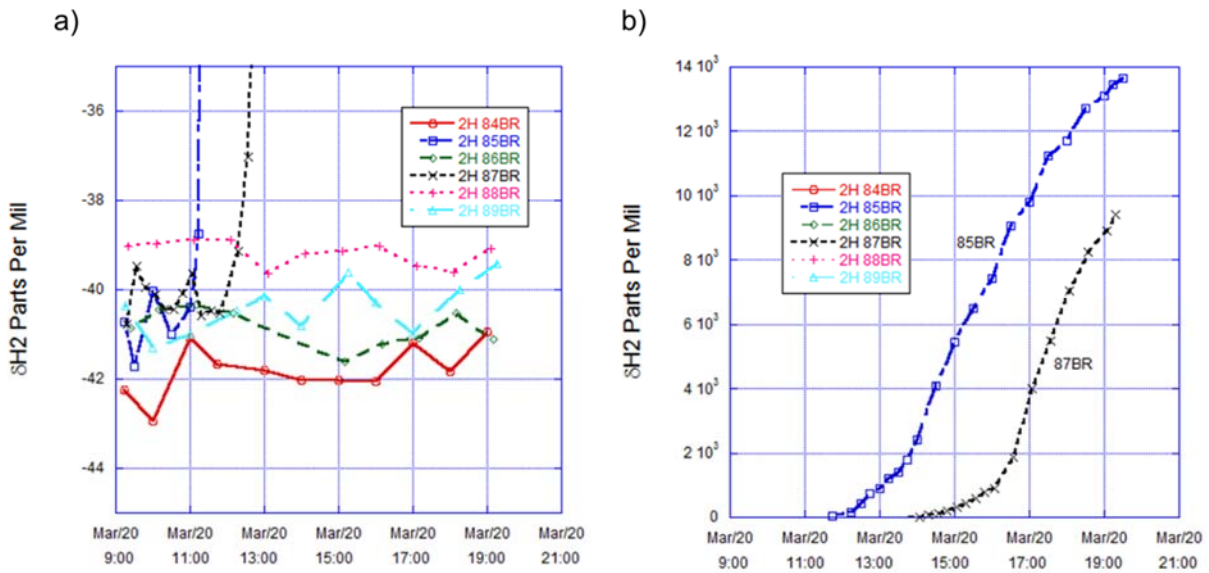 a)
δH2 Parts Per Mil
-36
-38
-40
-42
-44
2H 84BR
2H 85BR
2H 86BR
2H 87BR
2H 88BR
2H 89BR
Mar/20 Mar/20 Mar/20 Mar/20 Mar/20 Mar/20 Mar/20
9:00 11:00 13:00 15:00 17:00 19:00 21:00
b)
δH2 Parts Per Mil
14 10³
12 10³
10 10³
8 10³
6 10³
4 10³
2 10³
0
2H 84BR
2H 85BR
2H 86BR
2H 87BR
2H 88BR
2H 89BR
85BR
87BR
Mar/20 Mar/20 Mar/20 Mar/20 Mar/20 Mar/20 Mar/20
9:00 11:00 13:00 15:00 17:00 19:00 21:00